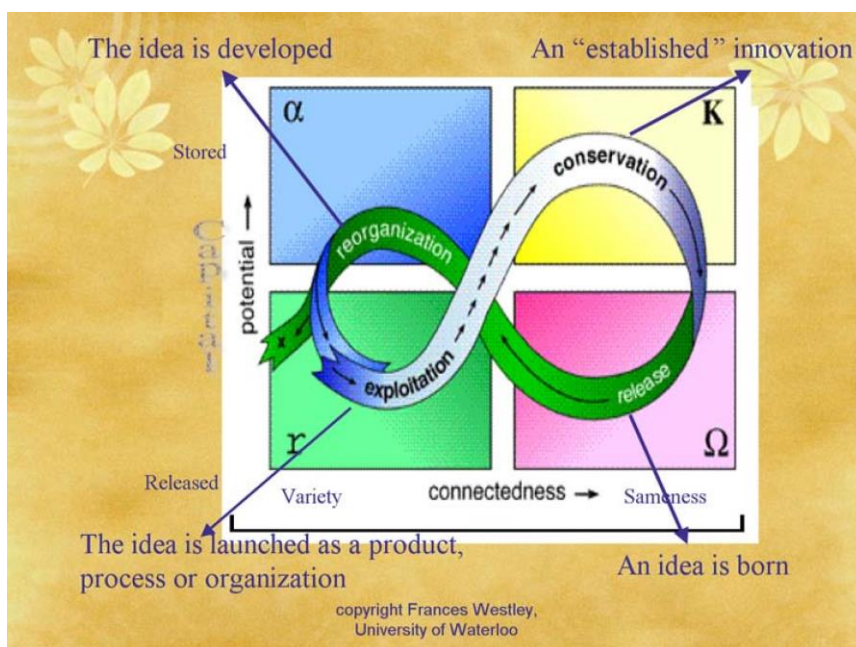 The idea is developed
An “established” innovation
α
K
Stored
conservation
reorganization
potential
x
exploitation
release
r
Ω
Released
Variety
connectedness
Sameness
The idea is launched as a product,
process or organization
An idea is born
copyright Frances Westley,
University of Waterloo